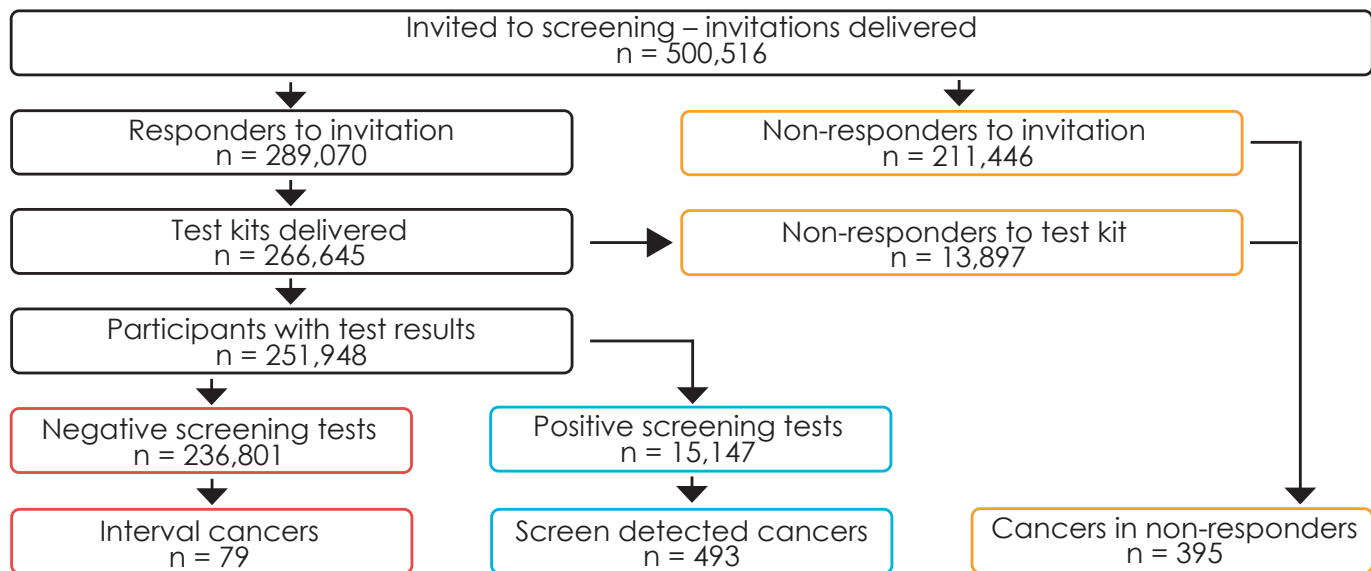 Invited to screening – invitations delivered
n = 500,516
Responders to invitation
n = 289,070
Non-responders to invitation
n = 211,446
Test kits delivered
n = 266,645
Non-responders to test kit
n = 13,897
Participants with test results
n = 251,948
Negative screening tests
n = 236,801
Positive screening tests
n = 15,147
Interval cancers
n = 79
Screen detected cancers
n = 493
Cancers in non-responders
n = 395